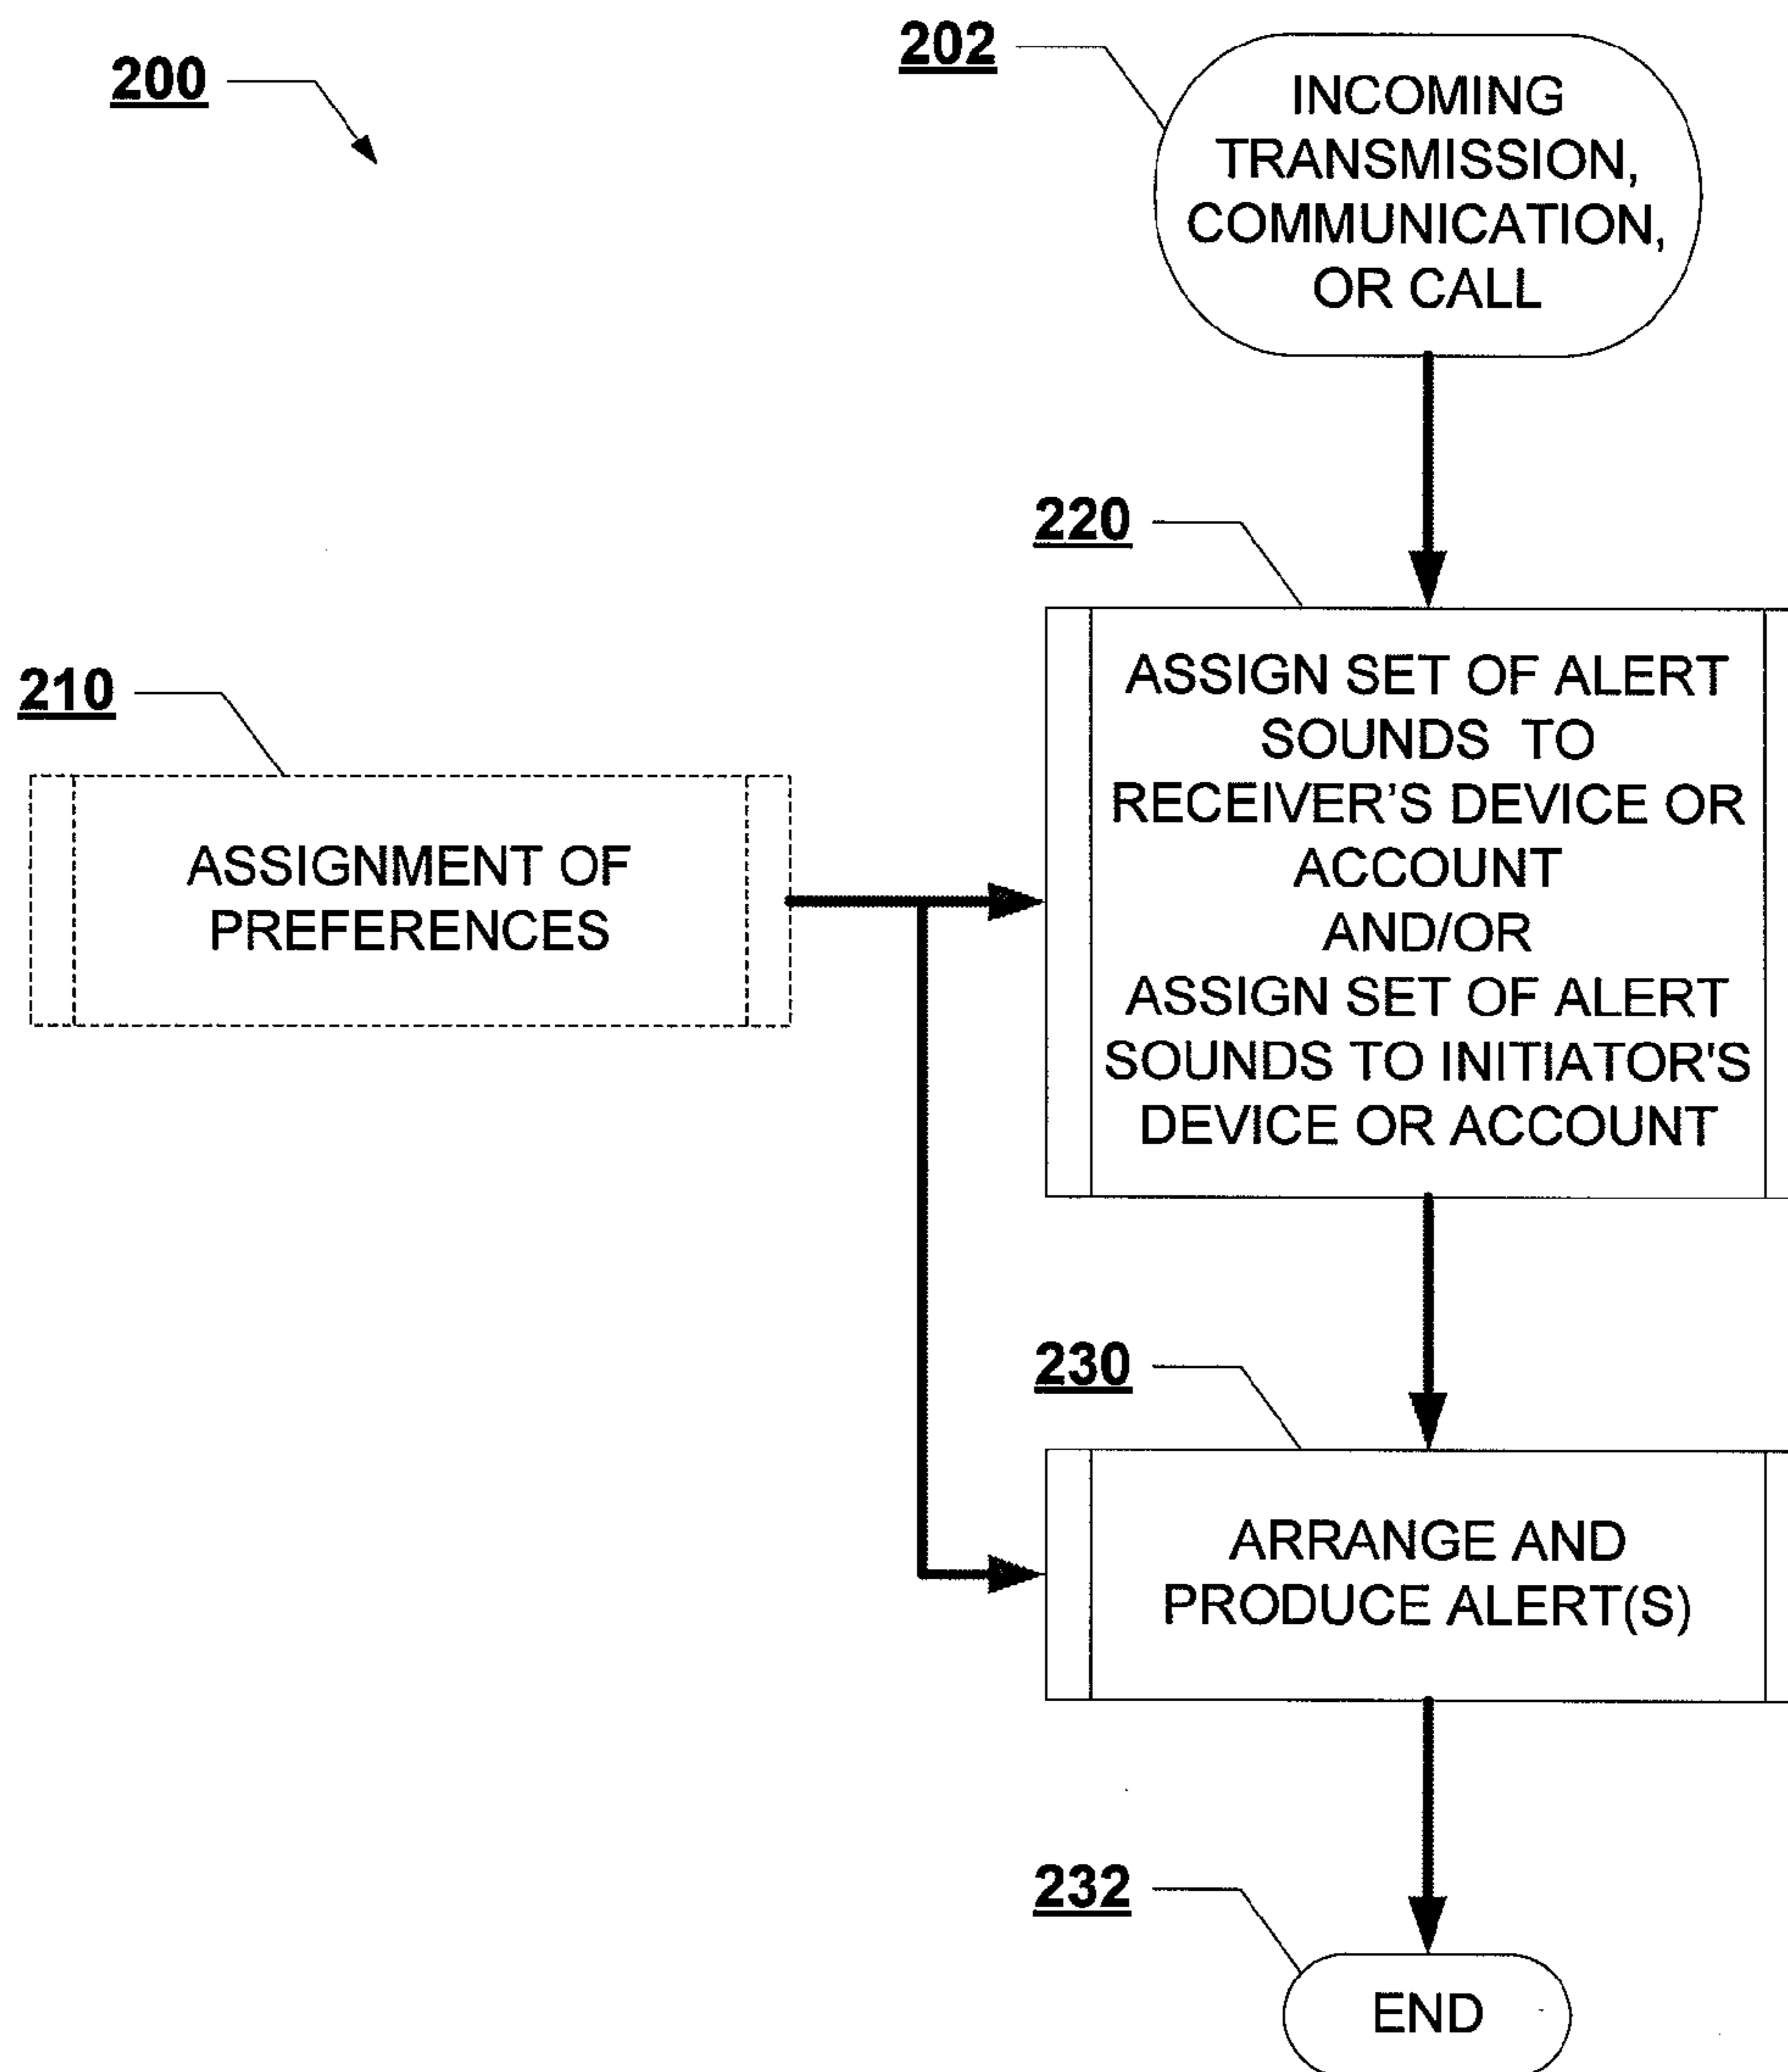 200
202
INCOMING
TRANSMISSION,
COMMUNICATION,
OR CALL
220
ASSIGN SET OF ALERT
SOUNDS TO
RECEIVER'S DEVICE OR
ACCOUNT
AND/OR
ASSIGN SET OF ALERT
SOUNDS TO INITIATOR'S
DEVICE OR ACCOUNT
210
ASSIGNMENT OF
PREFERENCES
230
ARRANGE AND
PRODUCE ALERT(S)
232
END